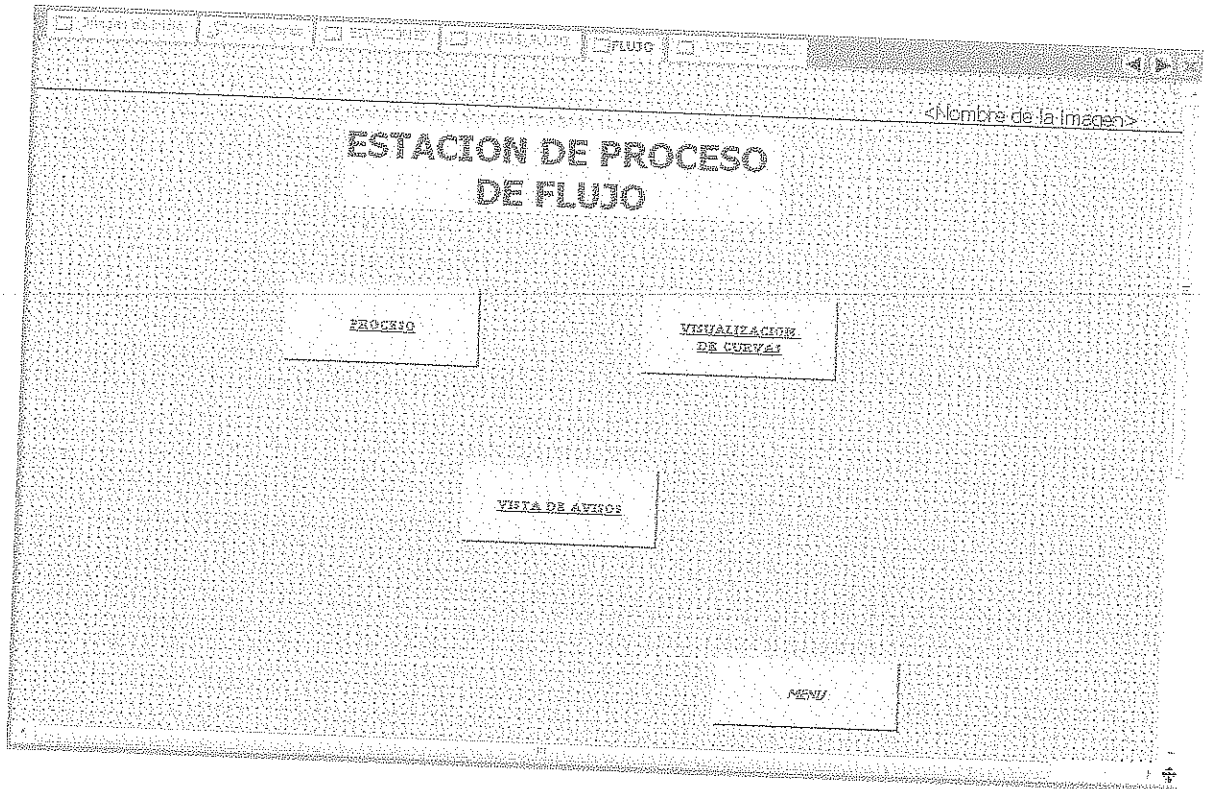 FLUJO
<Nombre de la Imagen>
ESTACION DE PROCESO
DE FLUJO
PROCESO
VISUALIZACION
DE CURVAS
VISTA DE AVISOS
MENU